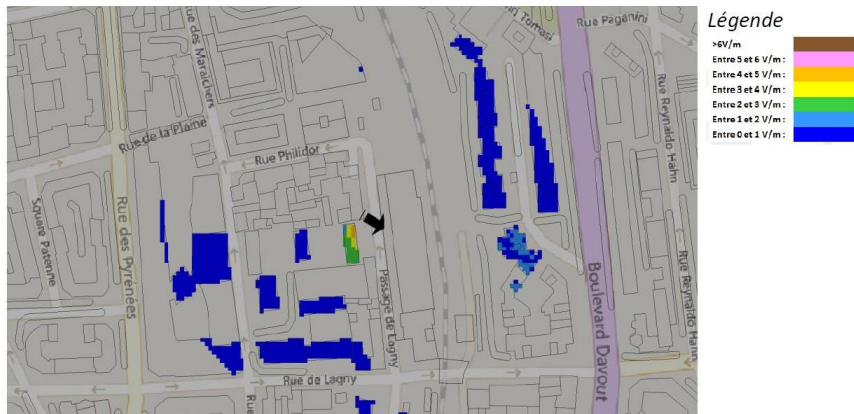 Légende
>6V/m
Entre 5 et 6 V/m :
Entre 4 et 5 V/m :
Entre 3 et 4 V/m :
Entre 2 et 3 V/m :
Entre 1 et 2 V/m :
Entre 0 et 1 V/m :
Rue des Maraîchers
Tomasi
Rue Paganini
Rue de la Plaine
Rue Philidor
Rue Reynaldo Hahn
Square Patenne
Rue des Pyrénées
Passage de Lagny
Boulevard Davout
Rue Reynaldo Hahn
Rue de Lagny
Rue